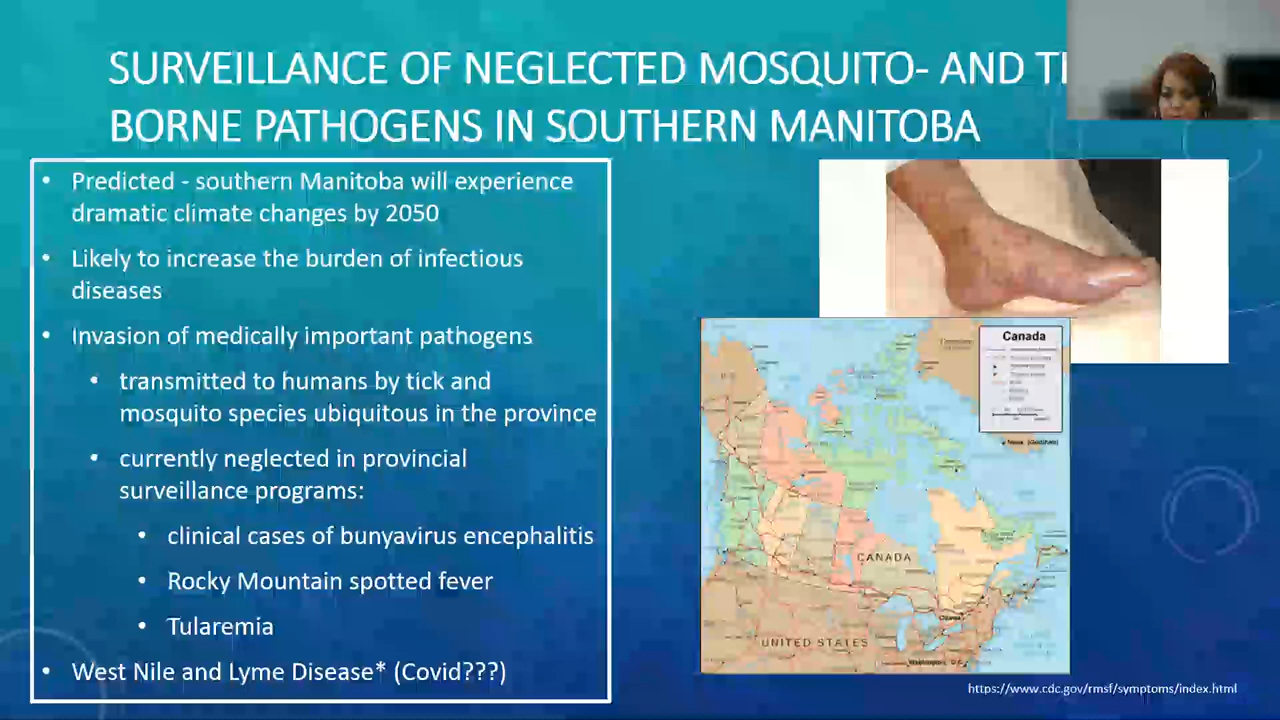 SURVEILLANCE OF NEGLECTED MOSQUITO- AND
BORNE PATHOGENS IN SOUTHERN MANITOBA
• Predicted - southern Manitoba will experience
dramatic climate changes by 2050
• Likely to increase the burden of infectious
diseases
• Invasion of medically important pathogens
• transmitted to humans by tick and
mosquito species ubiquitous in the province
• currently neglected in provincial
surveillance programs:
• clinical cases of bunyavirus encephalitis
• Rocky Mountain spotted fever
• Tularemia
• West Nile and Lyme Disease* (Covid???)
Canada
CANADA
UNITED STATES
https://www.cdc.gov/rmsf/symptoms/index.html